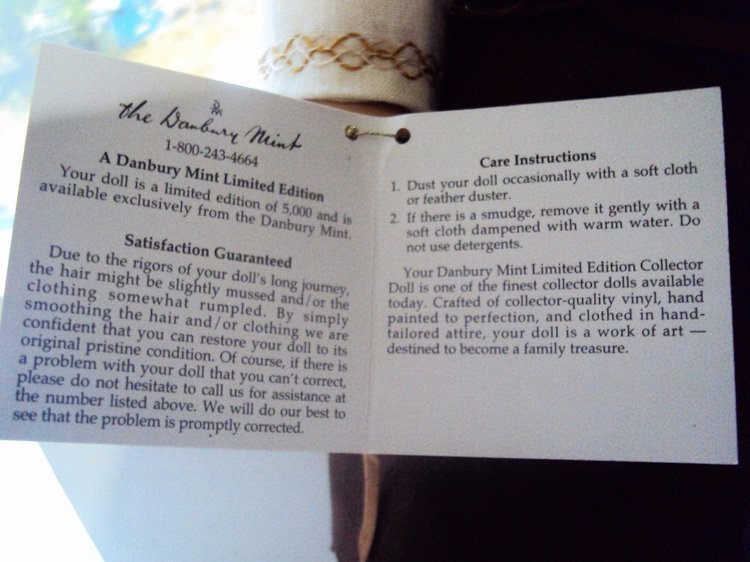 the Danbury Mint
1-800-243-4664
A Danbury Mint Limited Edition
Your doll is a limited edition of 5,000 and is
available exclusively from the Danbury Mint.
Satisfaction Guaranteed
Due to the rigors of your doll's long journey,
the hair might be slightly mussed and/or the
clothing somewhat rumpled. By simply
smoothing the hair and/or clothing we are
confident that you can restore your doll to its
original pristine condition. Of course, if there is
a problem with your doll that you can't correct,
please do not hesitate to call us for assistance at
the number listed above. We will do our best to
see that the problem is promptly corrected.
Care Instructions
1. Dust your doll occasionally with a soft cloth
or feather duster.
2. If there is a smudge, remove it gently with a
soft cloth dampened with warm water. Do
not use detergents.
Your Danbury Mint Limited Edition Collector
Doll is one of the finest collector dolls available
today. Crafted of collector-quality vinyl, hand
painted to perfection, and clothed in hand-
tailored attire, your doll is a work of art —
destined to become a family treasure.